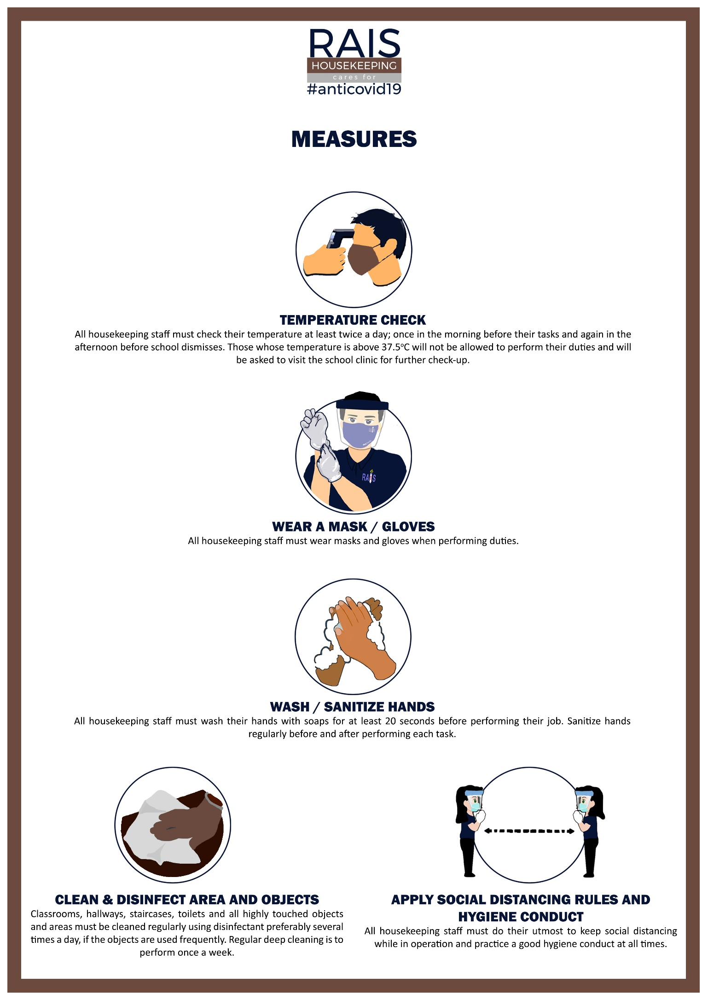 RAIS
HOUSEKEEPING
cares for
#anticovid19
MEASURES
TEMPERATURE CHECK
All housekeeping staff must check their temperature at least twice a day; once in the morning before their tasks and again in the
afternoon before school dismisses. Those whose temperature is above 37.5°C will not be allowed to perform their duties and will
be asked to visit the school clinic for further check-up.
RAIS
WEAR A MASK / GLOVES
All housekeeping staff must wear masks and gloves when performing duties.
WASH / SANITIZE HANDS
All housekeeping staff must wash their hands with soaps for at least 20 seconds before performing their job. Sanitize hands
regularly before and after performing each task.
CLEAN & DISINFECT AREA AND OBJECTS
Classrooms, hallways, staircases, toilets and all highly touched objects
and areas must be cleaned regularly using disinfectant preferably several
times a day, if the objects are used frequently. Regular deep cleaning is to
perform once a week.
APPLY SOCIAL DISTANCING RULES AND
HYGIENE CONDUCT
All housekeeping staff must do their utmost to keep social distancing
while in operation and practice a good hygiene conduct at all times.